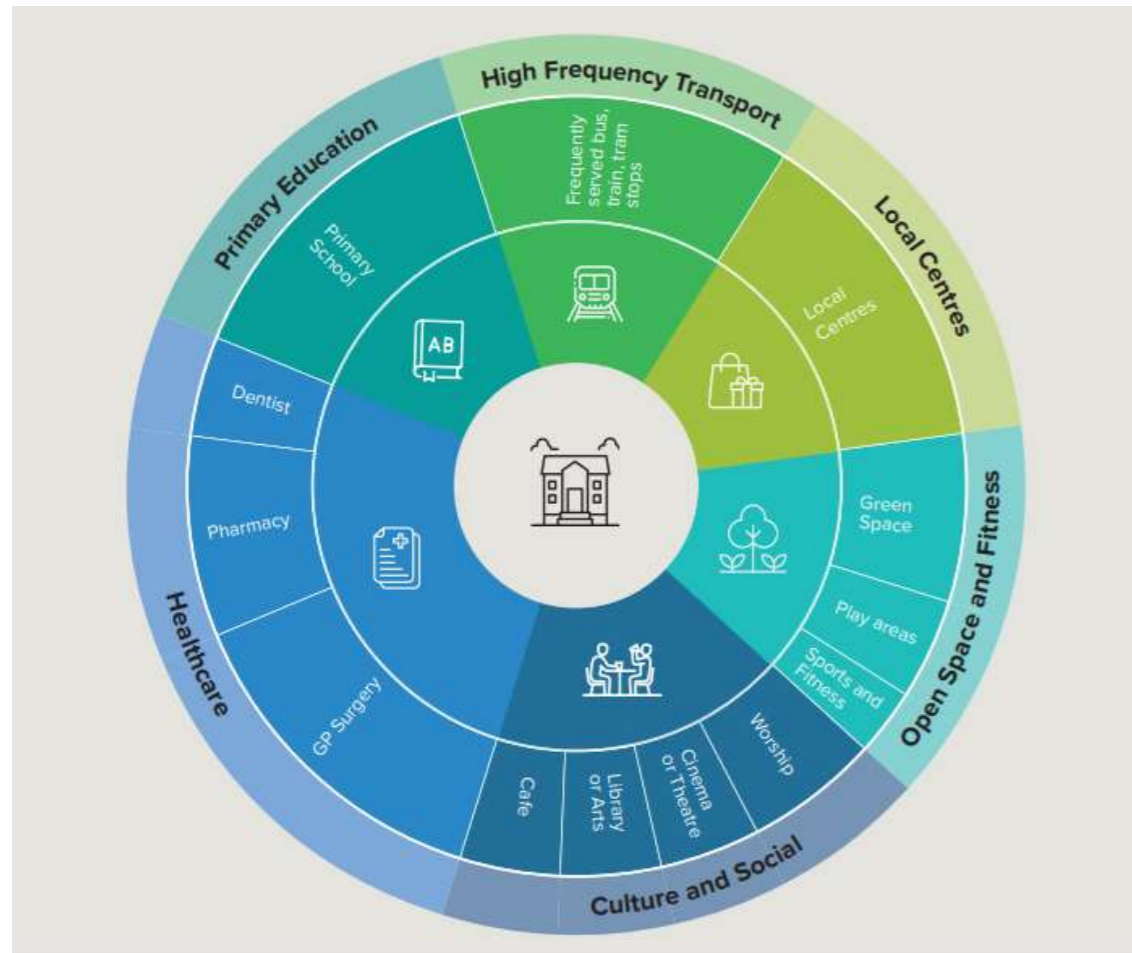 High Frequency Transport
Frequently
served bus,
train, tram
stops
Local Centres
Local
Centres
Open Space and Fitness
Green
Space
Play areas
Sports and
Fitness
Culture and Social
Worship
Cinema
or Theatre
Library
or Arts
Cafe
Healthcare
GP Surgery
Pharmacy
Dentist
Primary Education
Primary
School
AB